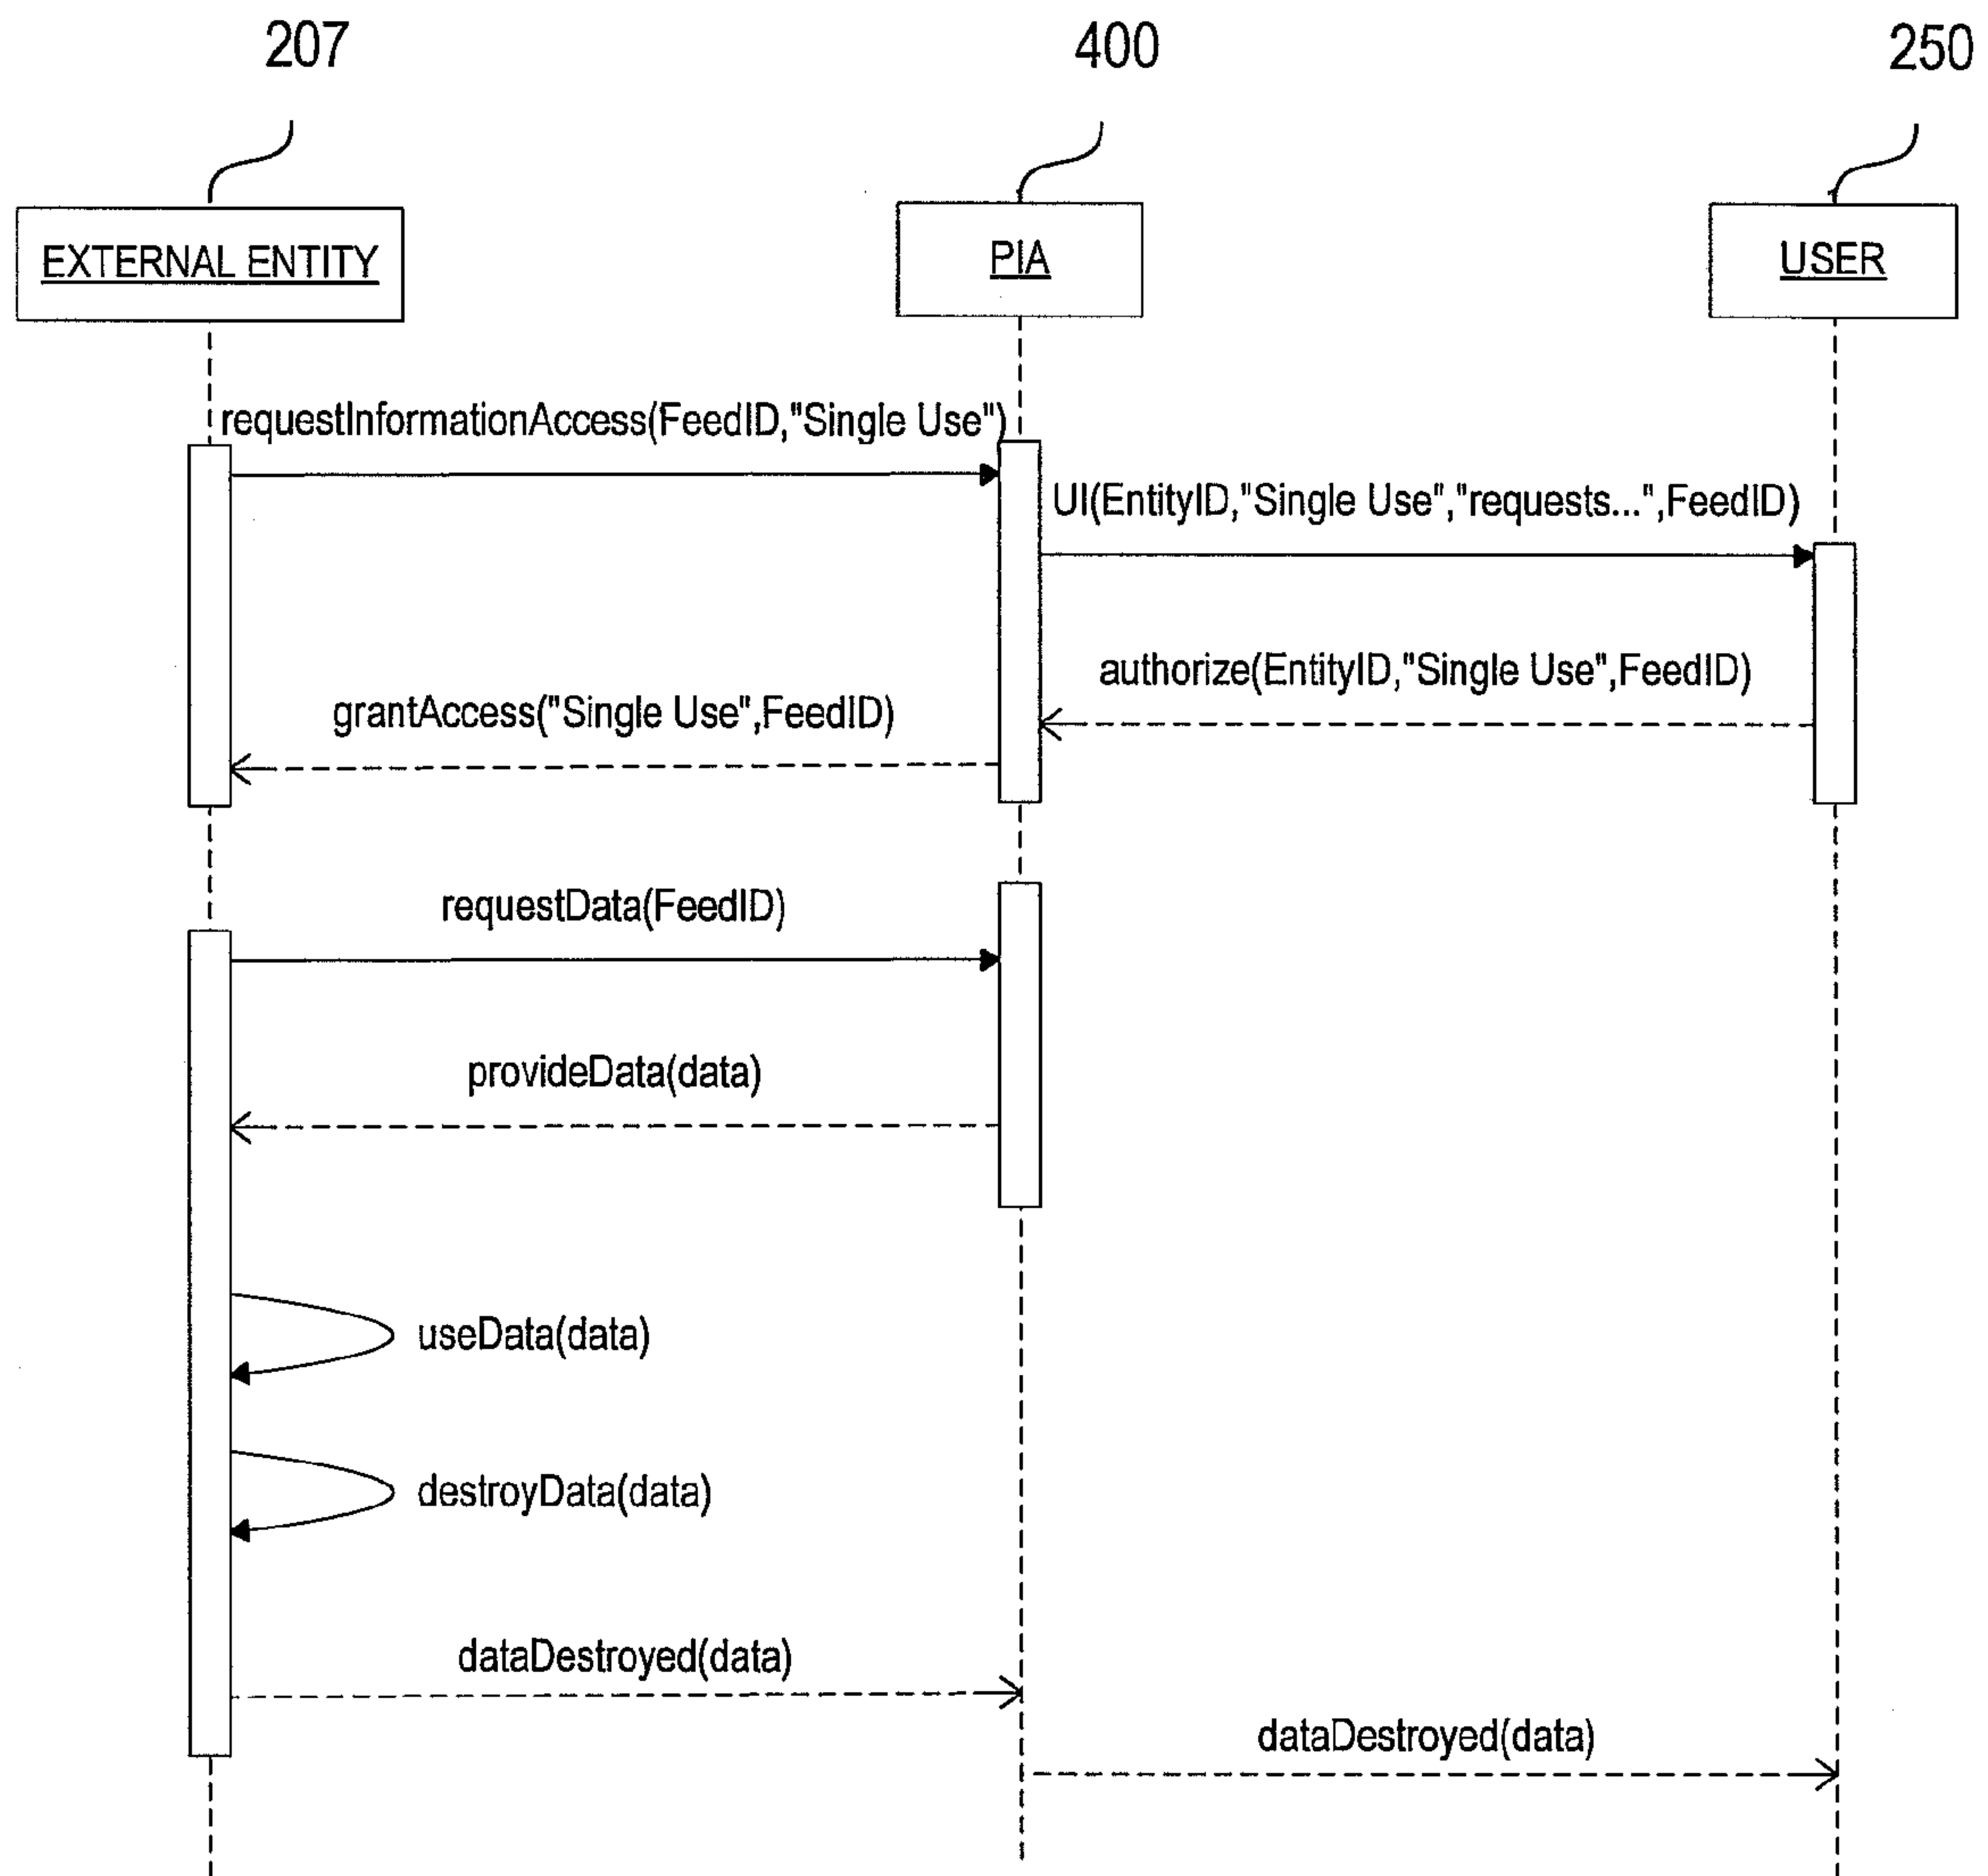 207
400
250
EXTERNAL ENTITY
PIA
USER
requestInformationAccess(FeedID,"Single Use")
UI(EntityID,"Single Use","requests...",FeedID)
authorize(EntityID,"Single Use",FeedID)
grantAccess("Single Use",FeedID)
requestData(FeedID)
provideData(data)
useData(data)
destroyData(data)
dataDestroyed(data)
dataDestroyed(data)